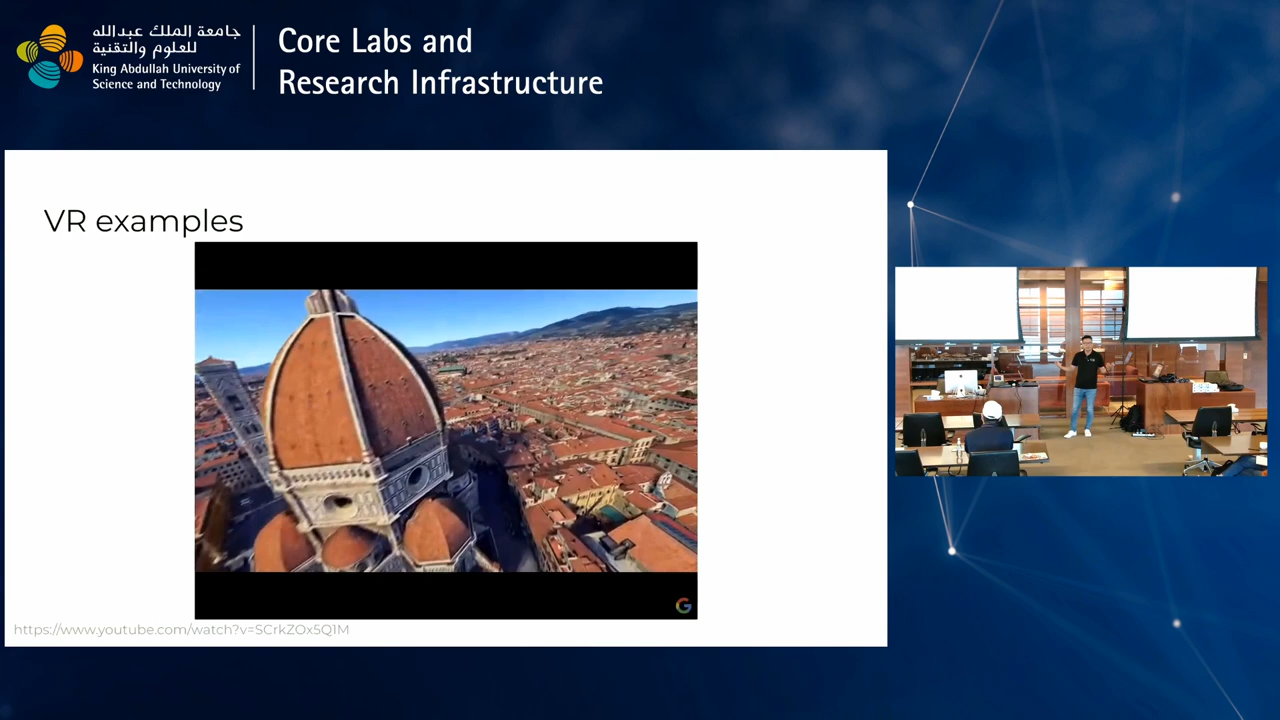 جامعة الملك عبدالله
للعلوم والتقنية
King Abdullah University of
Science and Technology
Core Labs and
Research Infrastructure
VR examples
https://www.youtube.com/watch?v=SCrkZOx5Q1M